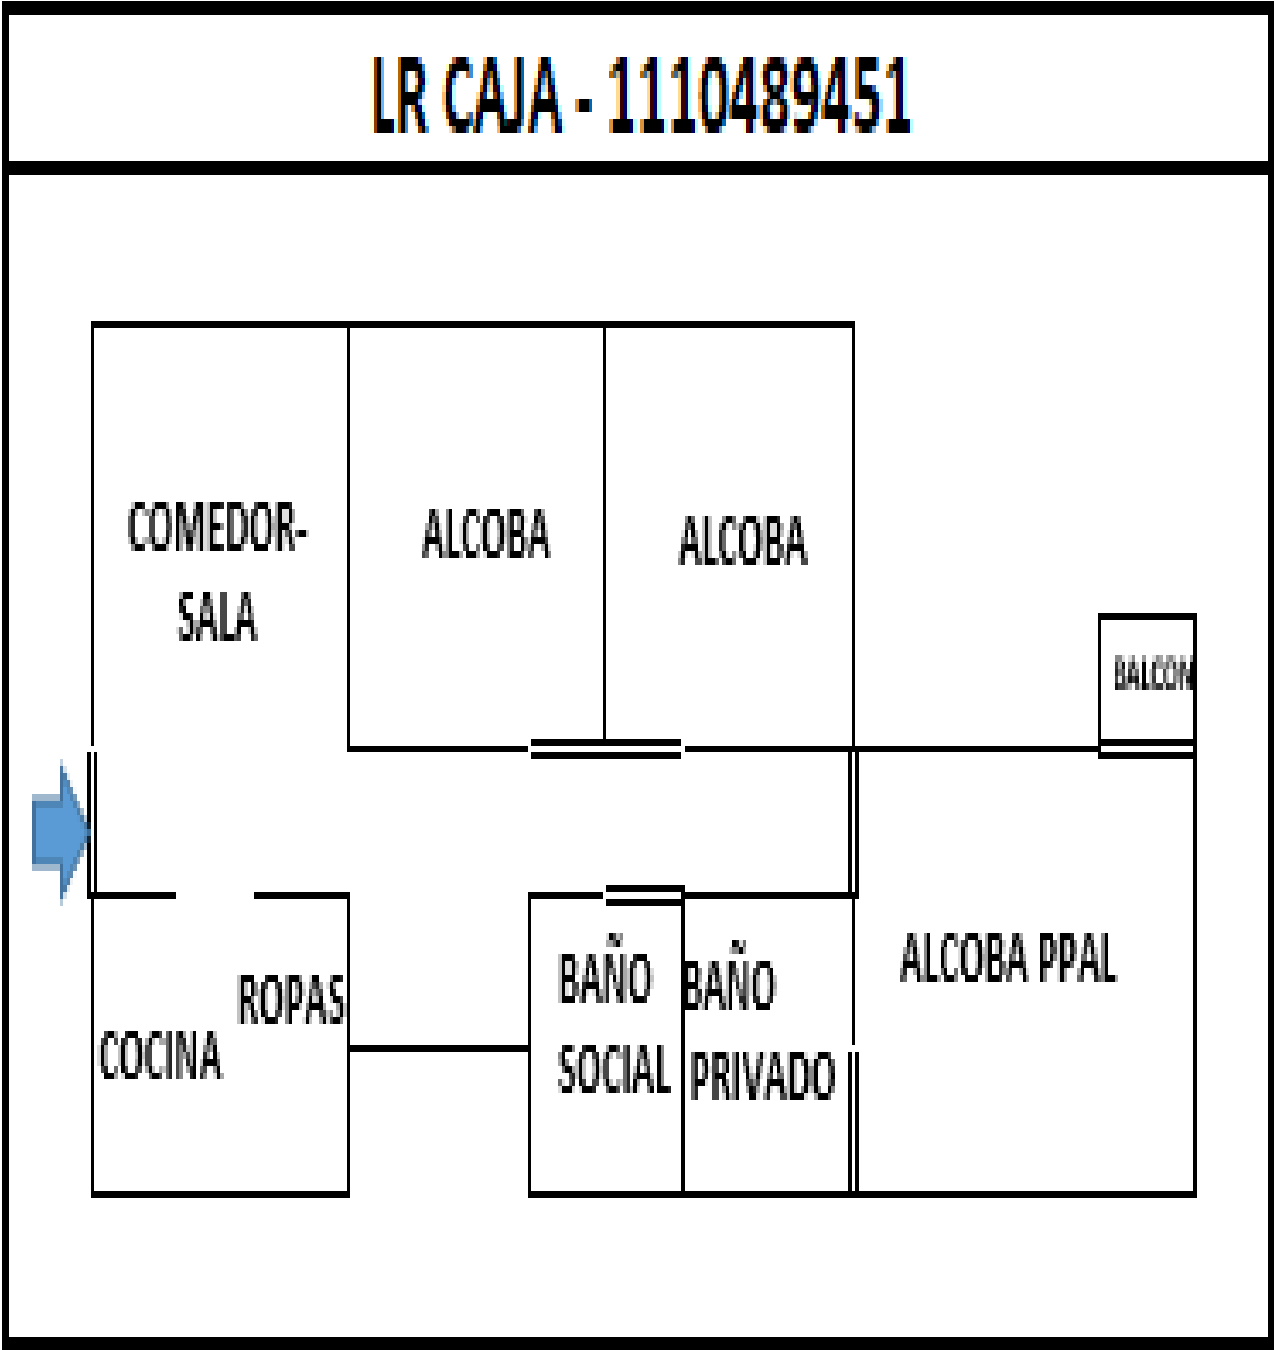 LR CAJA - 1110489451
COMEDOR-
SALA
ALCOBA
ALCOBA
BALCON
ALCOBA PPAL
BAÑO
SOCIAL
BAÑO
PRIVADO
ROPAS
COCINA